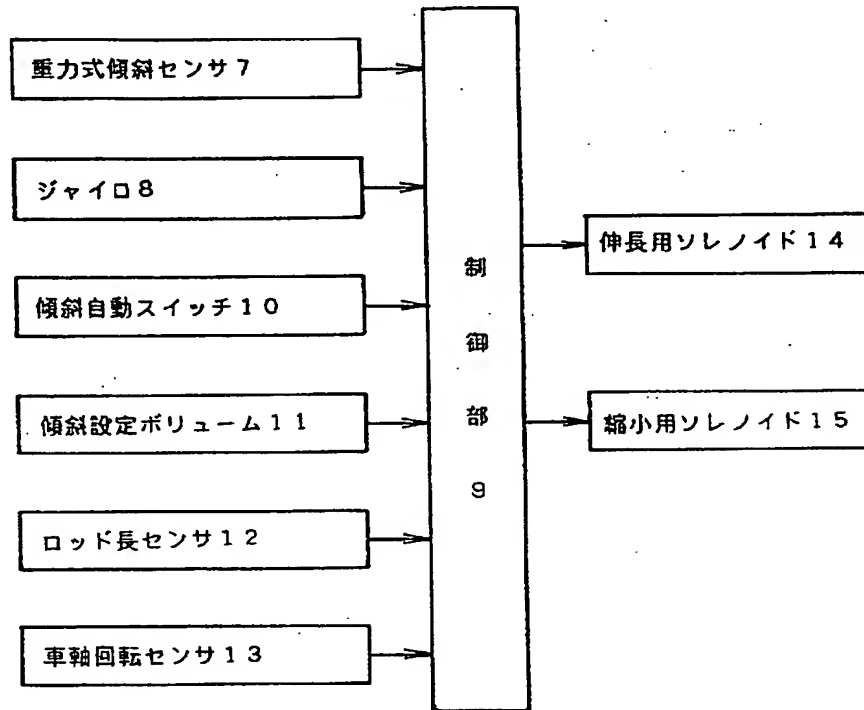 重力式傾斜センサ7
ジャイロ8
傾斜自動スイッチ10
傾斜設定ボリューム11
ロッド長センサ12
車軸回転センサ13
制御部9
伸長用ソレノイド14
縮小用ソレノイド15